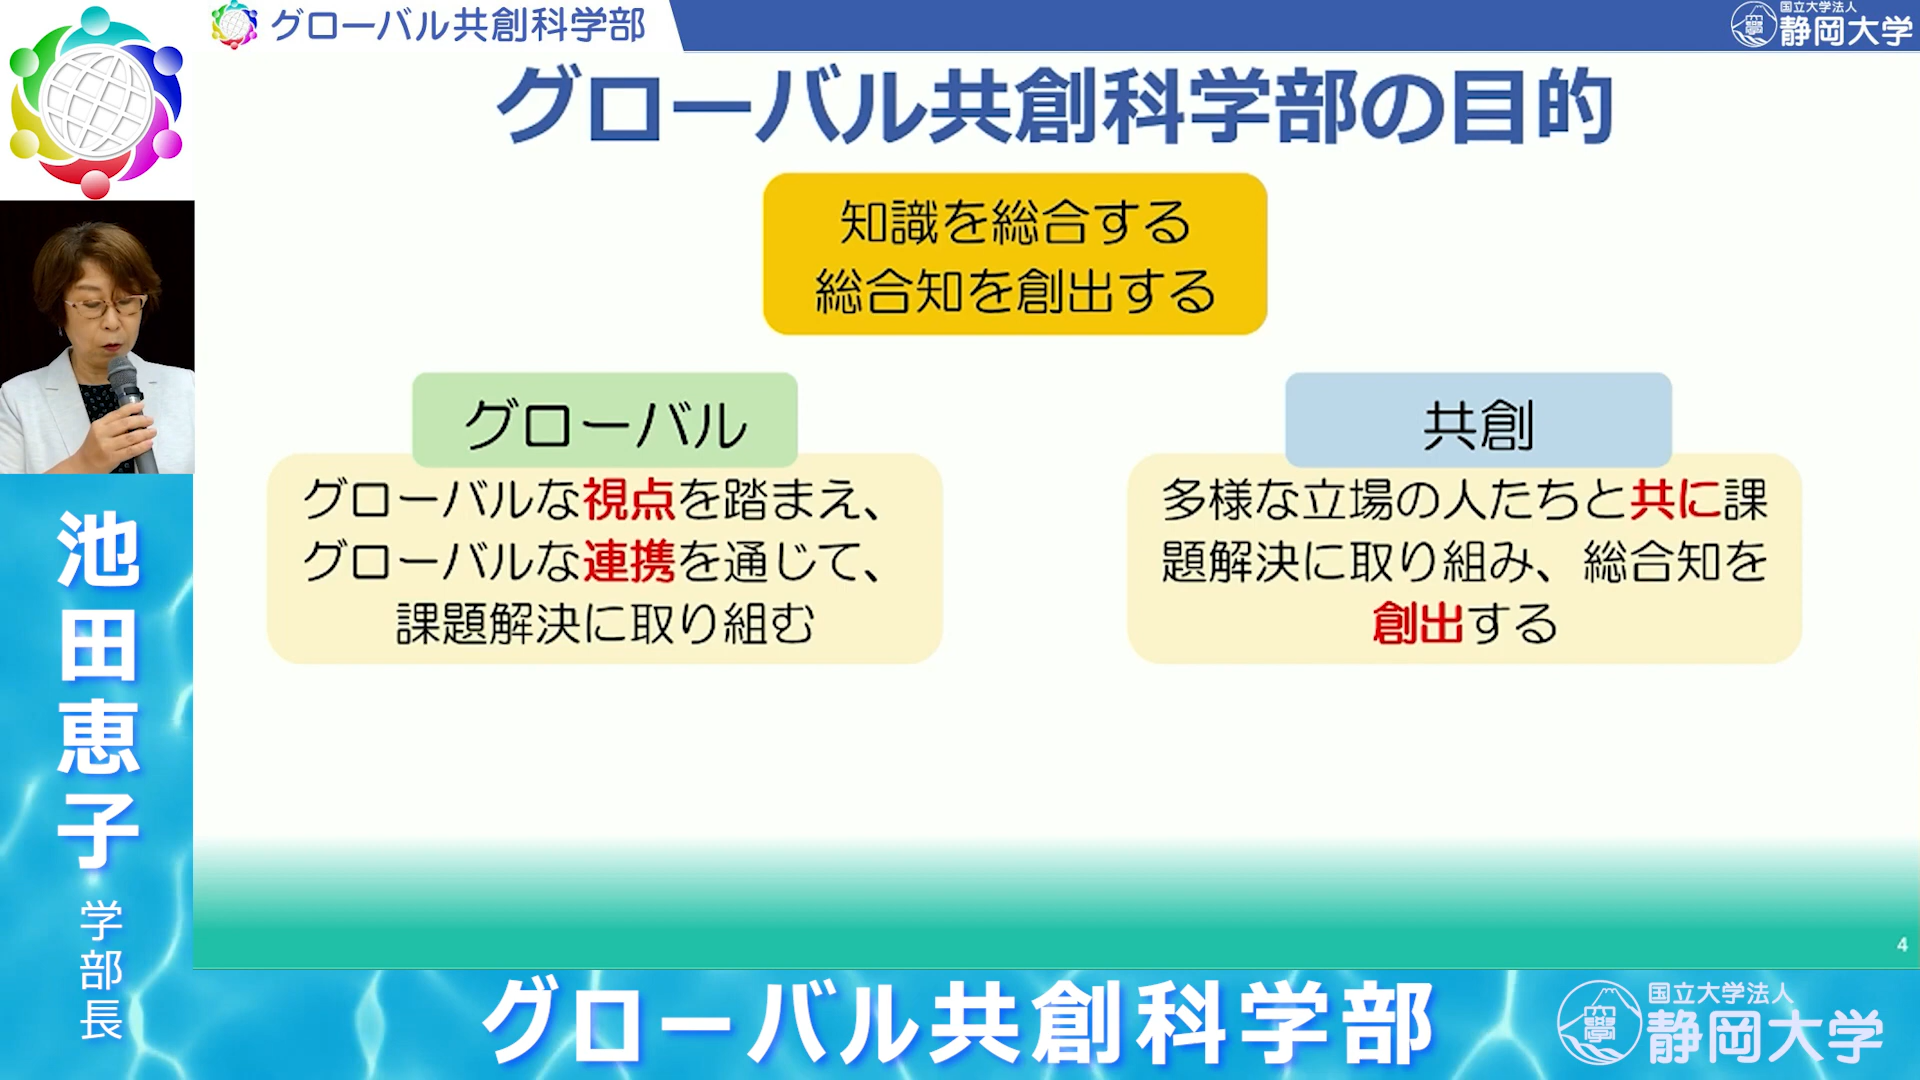 グローバル共創科学部
国立大学法人
静岡大学
グローバル共創科学部の目的
知識を総合する
総合知を創出する
グローバル
グローバルな視点を踏まえ、
グローバルな連携を通じて、
課題解決に取り組む
共創
多様な立場の人たちと共に課
題解決に取り組み、総合知を
創出する
4
池田恵子 学部長
グローバル共創科学部
国立大学法人
静岡大学